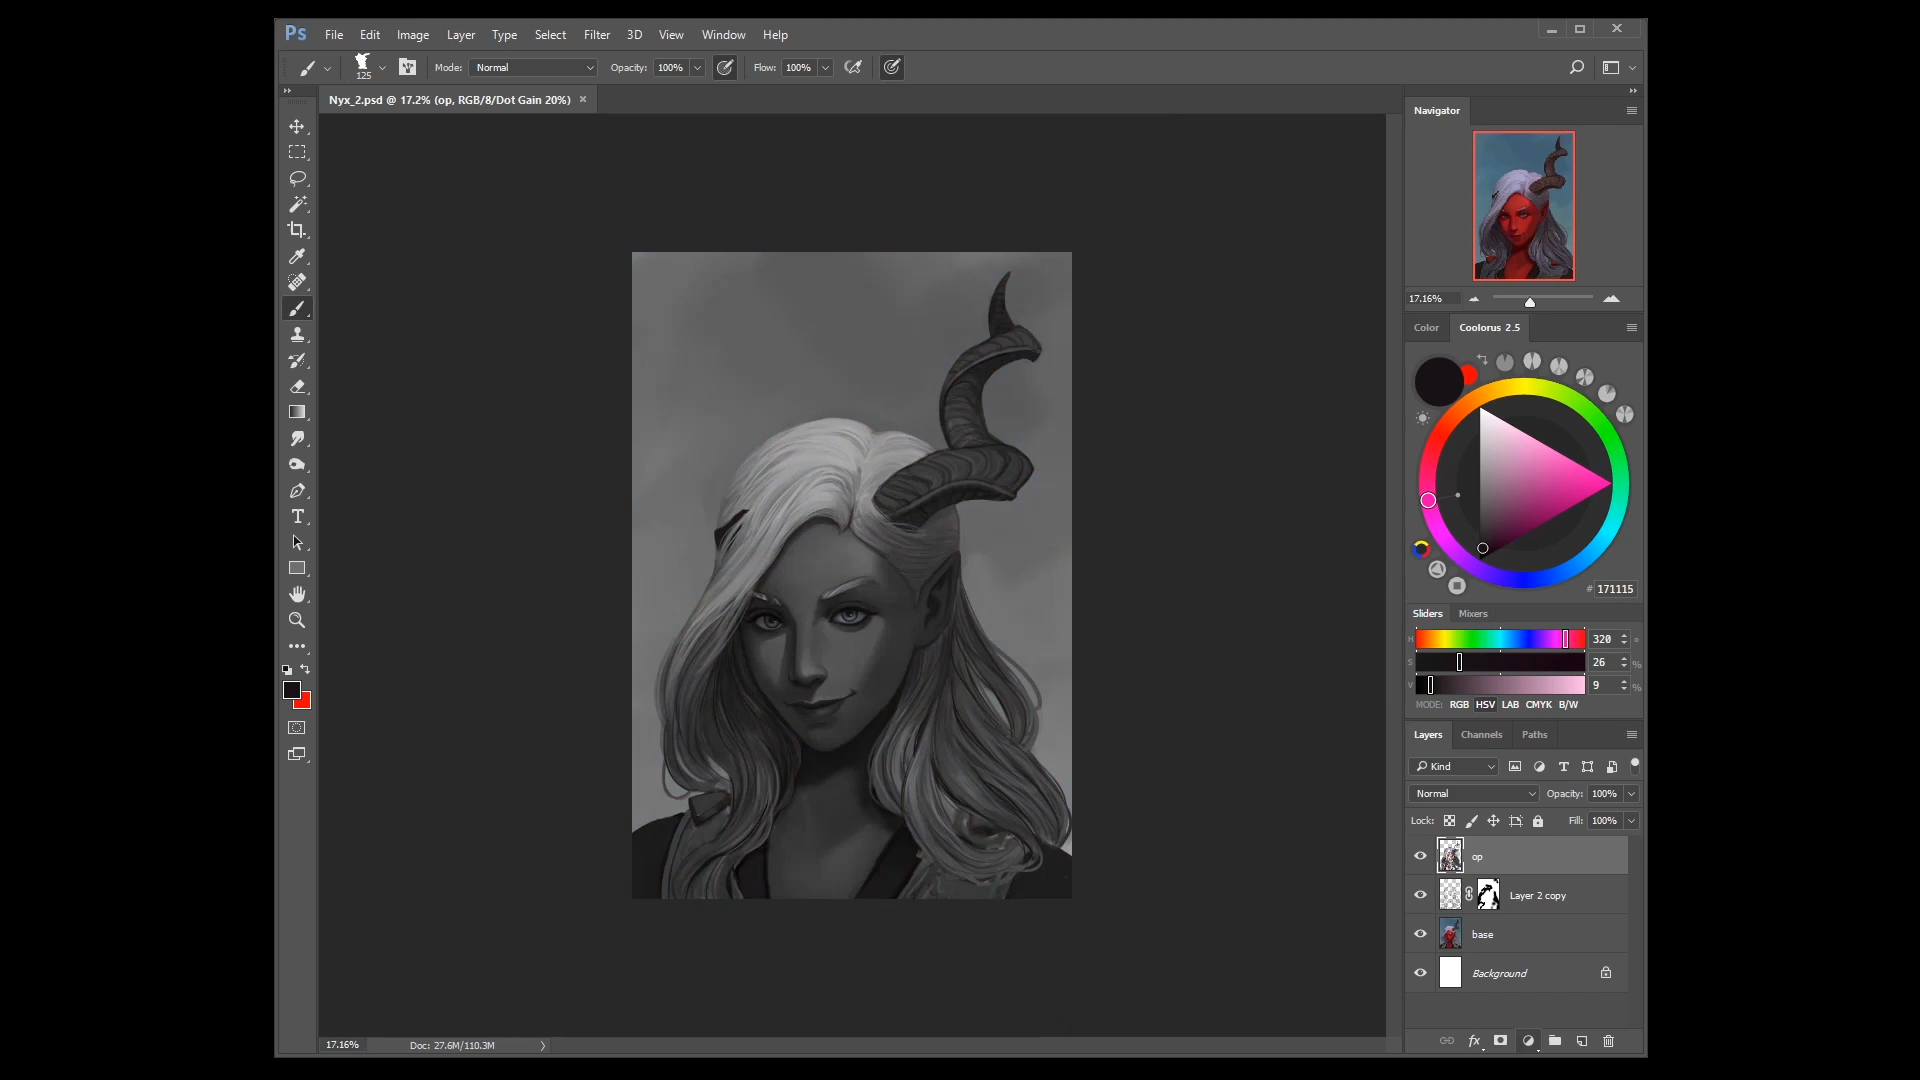 Ps File Edit Image Layer Type Select Filter 3D View Window Help
125 Mode: Normal Opacity: 100% Flow: 100%
Nyx_2.psd @ 17.2% (op, RGB/8/Dot Gain 20%) ×
Navigator
17.16%
Color Coolorus 2.5
# 171115
Sliders Mixers
H 320 °
S 26 %
V 9 %
MODE: RGB HSV LAB CMYK B/W
Layers Channels Paths
Kind
Normal Opacity: 100%
Lock: Fill: 100%
op
Layer 2 copy
base
Background
fx
17.16% Doc: 27.6M/110.3M